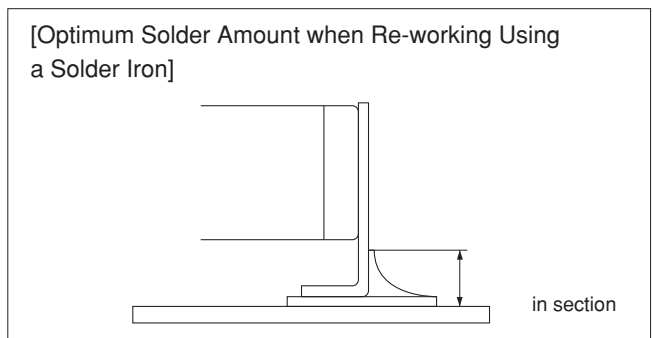 [Optimum Solder Amount when Re-working Using
a Solder Iron]
in section